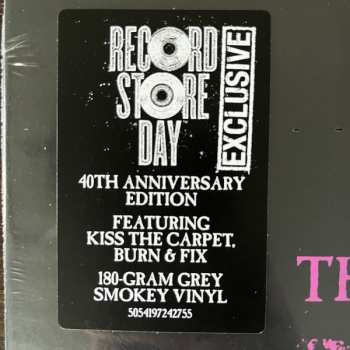 RECORD
STORE
DAY
EXCLUSIVE
40TH ANNIVERSARY
EDITION
FEATURING
KISS THE CARPET,
BURN & FIX
180-GRAM GREY
SMOKEY VINYL
5054197242755
TH